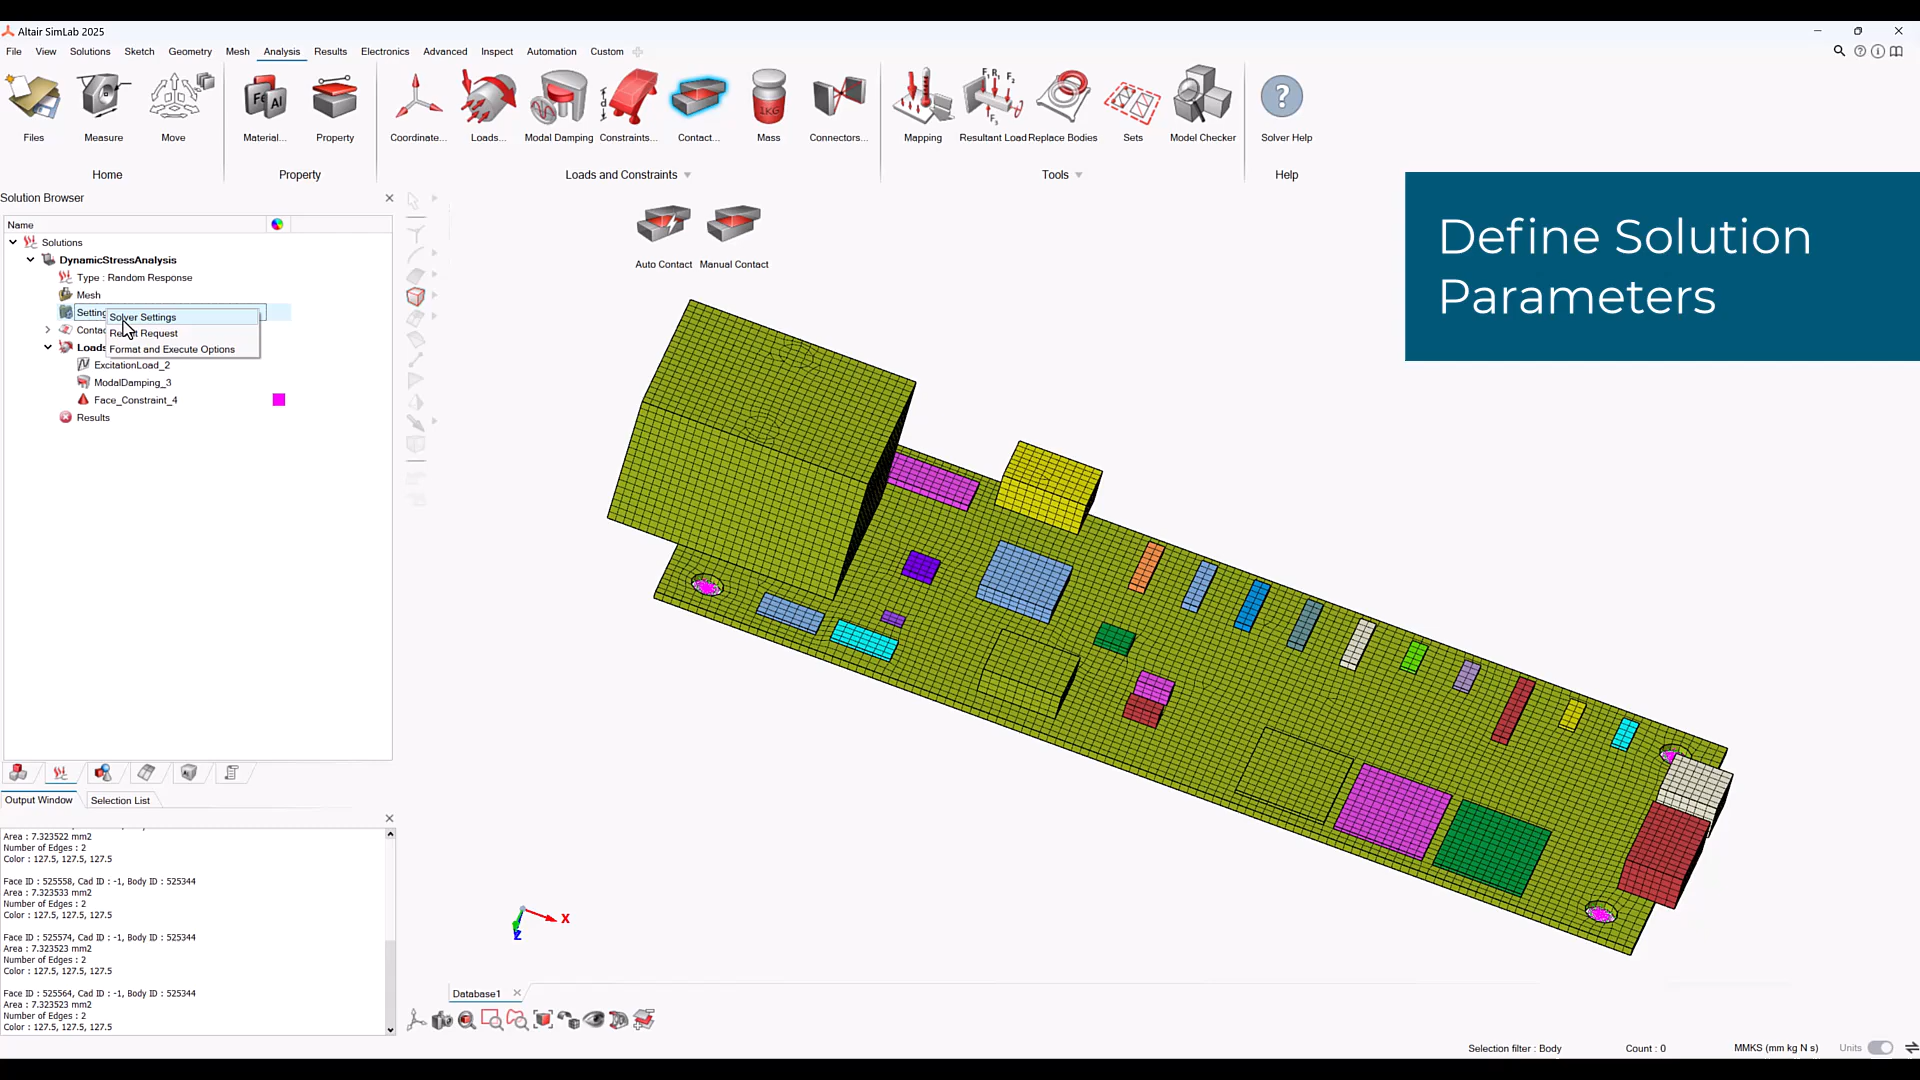 Altair SimLab 2025
File View Solutions Sketch Geometry Mesh Analysis Results Electronics Advanced Inspect Automation Custom
Files Measure Move Material... Property Coordinate... Loads... Modal Damping Constraints... Contact... Mass Connectors... Mapping Resultant Load Replace Bodies Sets Model Checker Solver Help
Home Property Loads and Constraints Tools Help
Solution Browser
Name
Solutions
DynamicStressAnalysis
Type : Random Response
Mesh
Setting
Solver Settings
Contac
Request
Loads
Format and Execute Options
ExcitationLoad_2
ModalDamping_3
Face_Constraint_4
Results
Auto Contact Manual Contact
Define Solution
Parameters
Output Window Selection List
Area : 7.323522 mm2
Number of Edges : 2
Color : 127.5, 127.5, 127.5
Face ID : 525558, Cad ID : -1, Body ID : 525344
Area : 7.323533 mm2
Number of Edges : 2
Color : 127.5, 127.5, 127.5
Face ID : 525574, Cad ID : -1, Body ID : 525344
Area : 7.323523 mm2
Number of Edges : 2
Color : 127.5, 127.5, 127.5
Face ID : 525564, Cad ID : -1, Body ID : 525344
Area : 7.323523 mm2
Number of Edges : 2
Color : 127.5, 127.5, 127.5
X
Z
Database1
Selection filter : Body Count : 0 MMKS (mm kg N s) Units